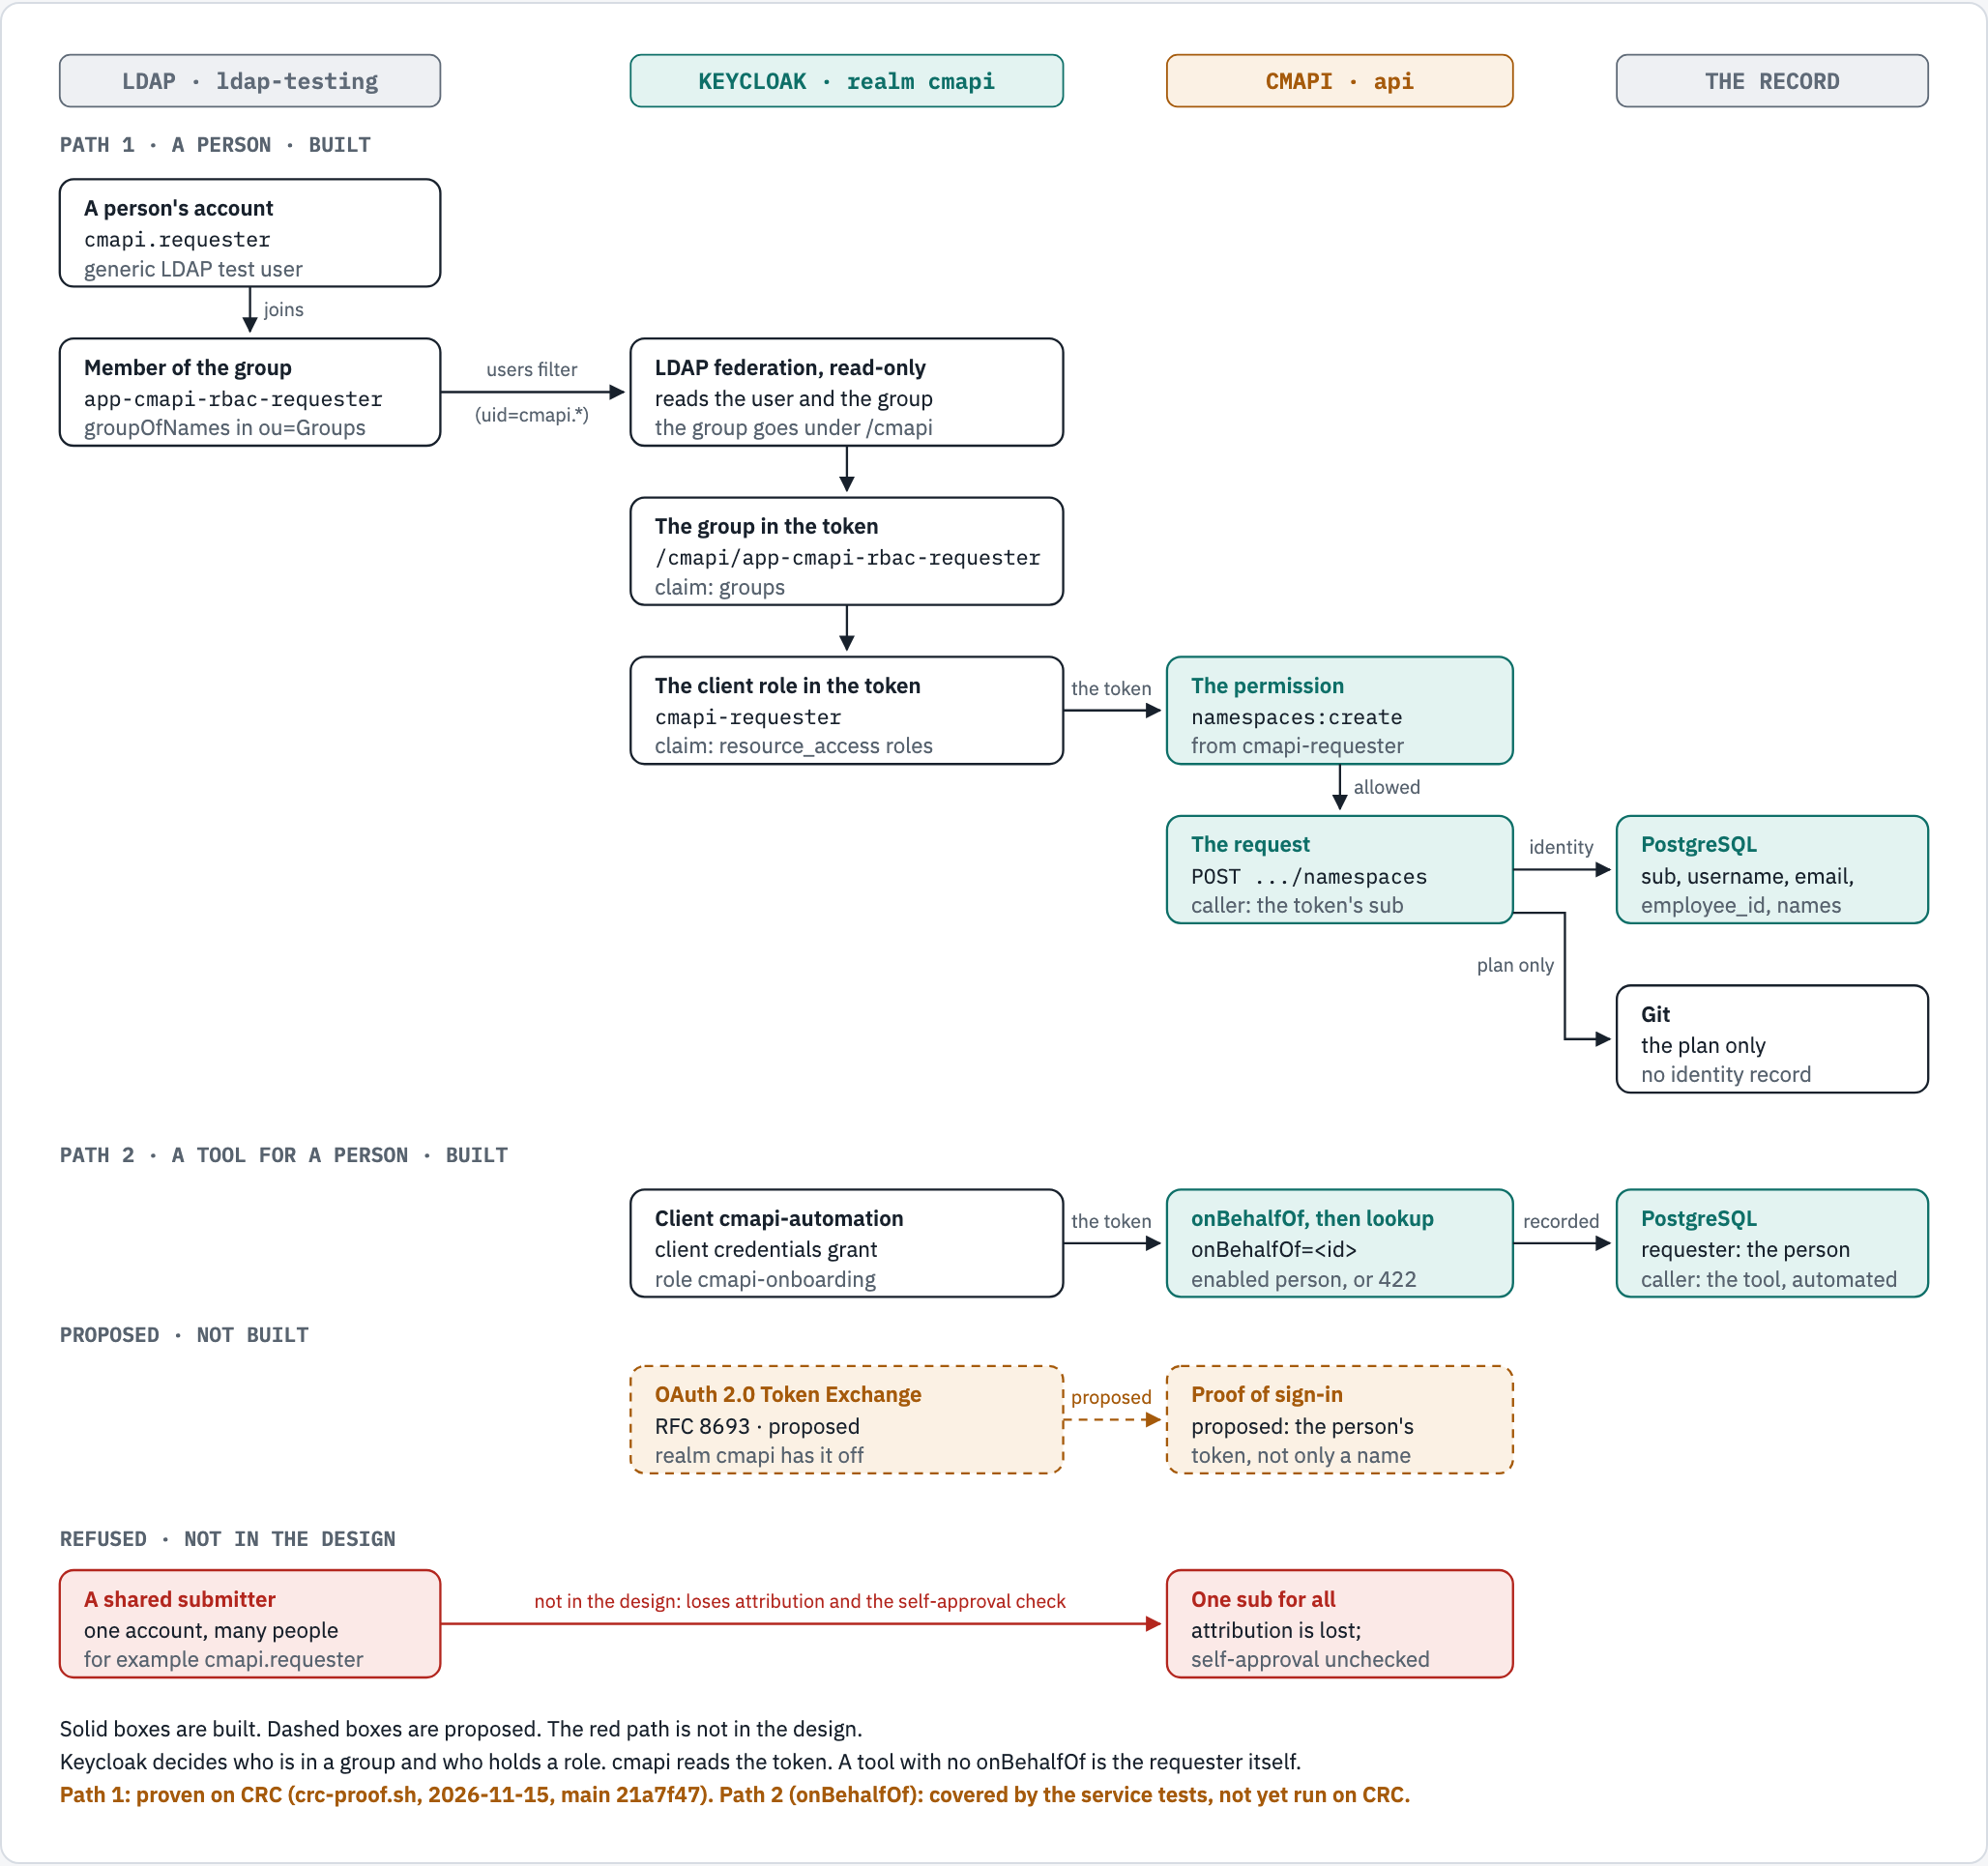 LDAP · ldap-testing
KEYCLOAK · realm cmapi
CMAPI · api
THE RECORD
PATH 1 · A PERSON · BUILT
A person's account
cmapi.requester
generic LDAP test user
joins
Member of the group
app-cmapi-rbac-requester
groupOfNames in ou=Groups
users filter
(uid=cmapi.*)
LDAP federation, read-only
reads the user and the group
the group goes under /cmapi
The group in the token
/cmapi/app-cmapi-rbac-requester
claim: groups
The client role in the token
cmapi-requester
claim: resource_access roles
the token
The permission
namespaces:create
from cmapi-requester
allowed
The request
POST .../namespaces
caller: the token's sub
identity
PostgreSQL
sub, username, email,
employee_id, names
plan only
Git
the plan only
no identity record
PATH 2 · A TOOL FOR A PERSON · BUILT
Client cmapi-automation
client credentials grant
role cmapi-onboarding
the token
onBehalfOf, then lookup
onBehalfOf=<id>
enabled person, or 422
recorded
PostgreSQL
requester: the person
caller: the tool, automated
PROPOSED · NOT BUILT
OAuth 2.0 Token Exchange
RFC 8693 · proposed
realm cmapi has it off
proposed
Proof of sign-in
proposed: the person's
token, not only a name
REFUSED · NOT IN THE DESIGN
A shared submitter
one account, many people
for example cmapi.requester
not in the design: loses attribution and the self-approval check
One sub for all
attribution is lost;
self-approval unchecked
Solid boxes are built. Dashed boxes are proposed. The red path is not in the design.
Keycloak decides who is in a group and who holds a role. cmapi reads the token. A tool with no onBehalfOf is the requester itself.
Path 1: proven on CRC (crc-proof.sh, 2026-11-15, main 21a7f47). Path 2 (onBehalfOf): covered by the service tests, not yet run on CRC.